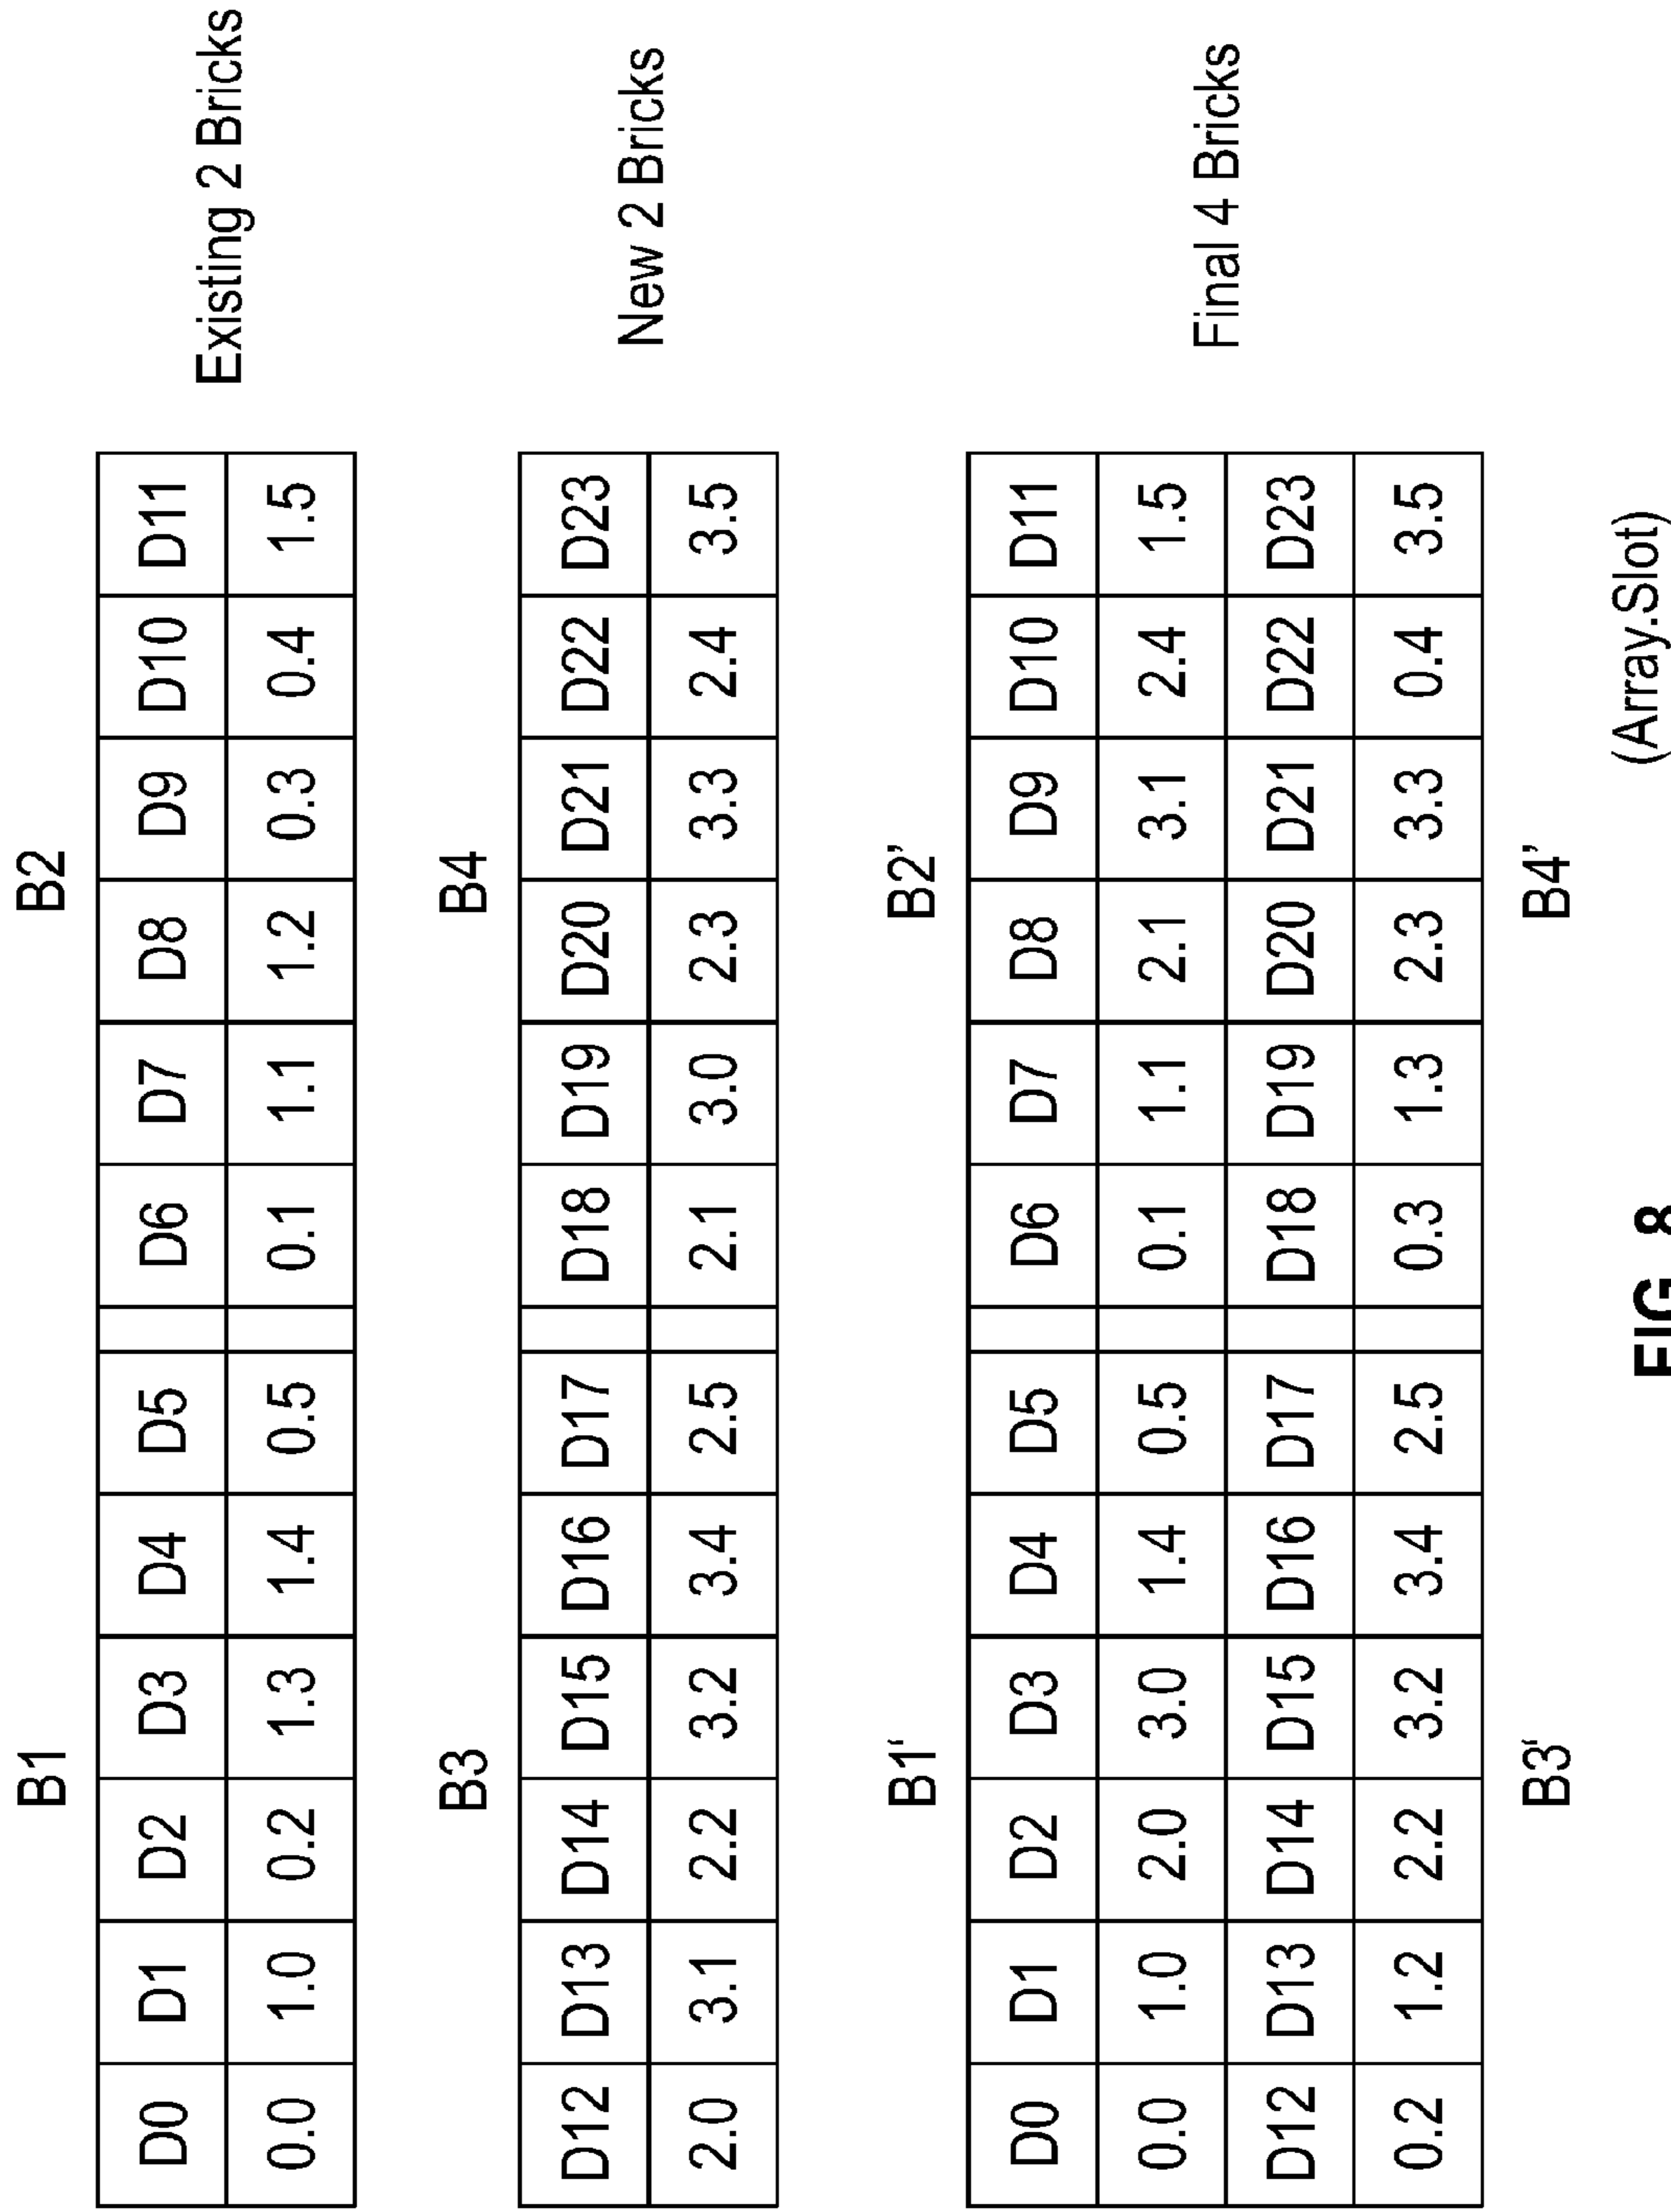 B1 B2
D0 D1 D2 D3 D4 D5 D6 D7 D8 D9 D10 D11
0.0 1.0 0.2 1.3 1.4 0.5 0.1 1.1 1.2 0.3 0.4 1.5
Existing 2 Bricks
B3 B4
D12 D13 D14 D15 D16 D17 D18 D19 D20 D21 D22 D23
2.0 3.1 2.2 3.2 3.4 2.5 2.1 3.0 2.3 3.3 2.4 3.5
New 2 Bricks
B1‘ B2’
D0 D1 D2 D3 D4 D5 D6 D7 D8 D9 D10 D11
0.0 1.0 2.0 3.0 1.4 0.5 0.1 1.1 2.1 3.1 2.4 1.5
D12 D13 D14 D15 D16 D17 D18 D19 D20 D21 D22 D23
0.2 1.2 2.2 3.2 3.4 2.5 0.3 1.3 2.3 3.3 0.4 3.5
Final 4 Bricks
B3‘ B4’
(Array.Slot)
FIG. 8